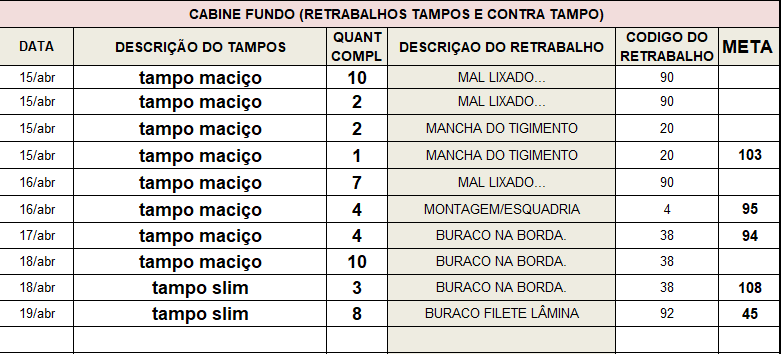 CABINE FUNDO (RETRABALHOS TAMPOS E CONTRA TAMPO)
DATA DESCRIÇÃO DO TAMPOS QUANT COMPL DESCRIÇAO DO RETRABALHO CODIGO DO RETRABALHO META
15/abr tampo maciço 10 MAL LIXADO... 90
15/abr tampo maciço 2 MAL LIXADO... 90
15/abr tampo maciço 2 MANCHA DO TIGIMENTO 20
15/abr tampo maciço 1 MANCHA DO TIGIMENTO 20 103
16/abr tampo maciço 7 MAL LIXADO... 90
16/abr tampo maciço 4 MONTAGEM/ESQUADRIA 4 95
17/abr tampo maciço 4 BURACO NA BORDA. 38 94
18/abr tampo maciço 10 BURACO NA BORDA. 38
18/abr tampo slim 3 BURACO NA BORDA. 38 108
19/abr tampo slim 8 BURACO FILETE LÂMINA 92 45